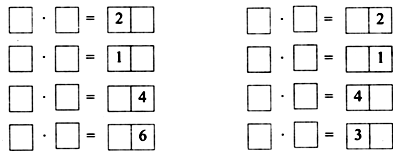 □ · □ = 2□ □ · □ = □2
□ · □ = 1□ □ · □ = □1
□ · □ = □4 □ · □ = 4□
□ · □ = □6 □ · □ = 3□